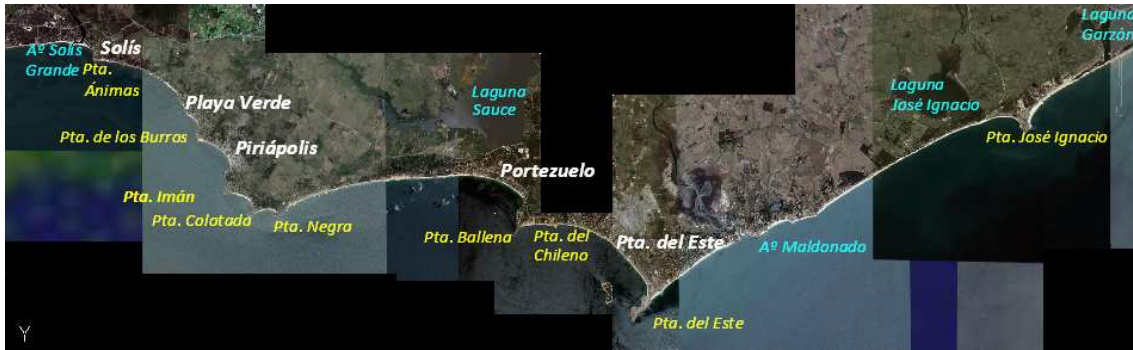 Aº Solís
Grande
Solís
Pta.
Ánimas
Playa Verde
Pta. de los Burros
Piriápolis
Pta. Imán
Pta. Colotada
Pta. Negra
Laguna
Sauce
Portezuelo
Pta. Ballena
Pta. del
Chileno
Pta. del Este
Pta. del Este
Aº Maldonado
Laguna
José Ignacio
Pta. José Ignacio
Laguna
Garzón
Y